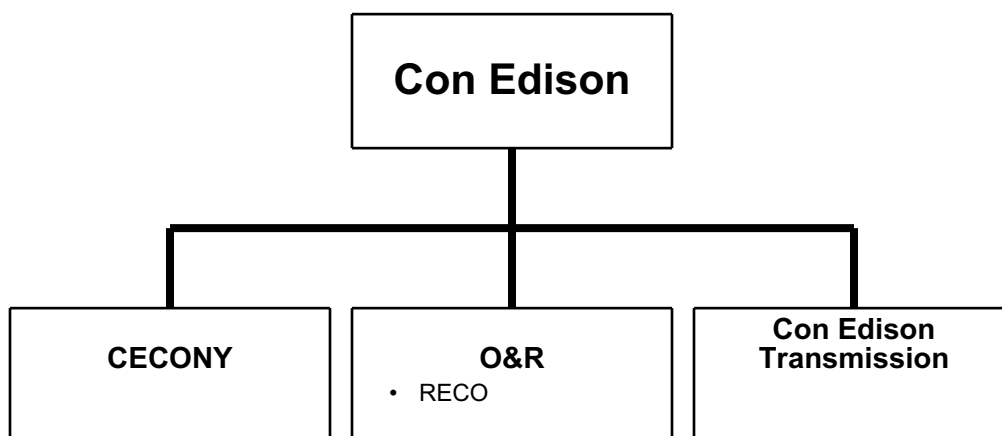 Con Edison
CECONY
O&R
• RECO
Con Edison
Transmission